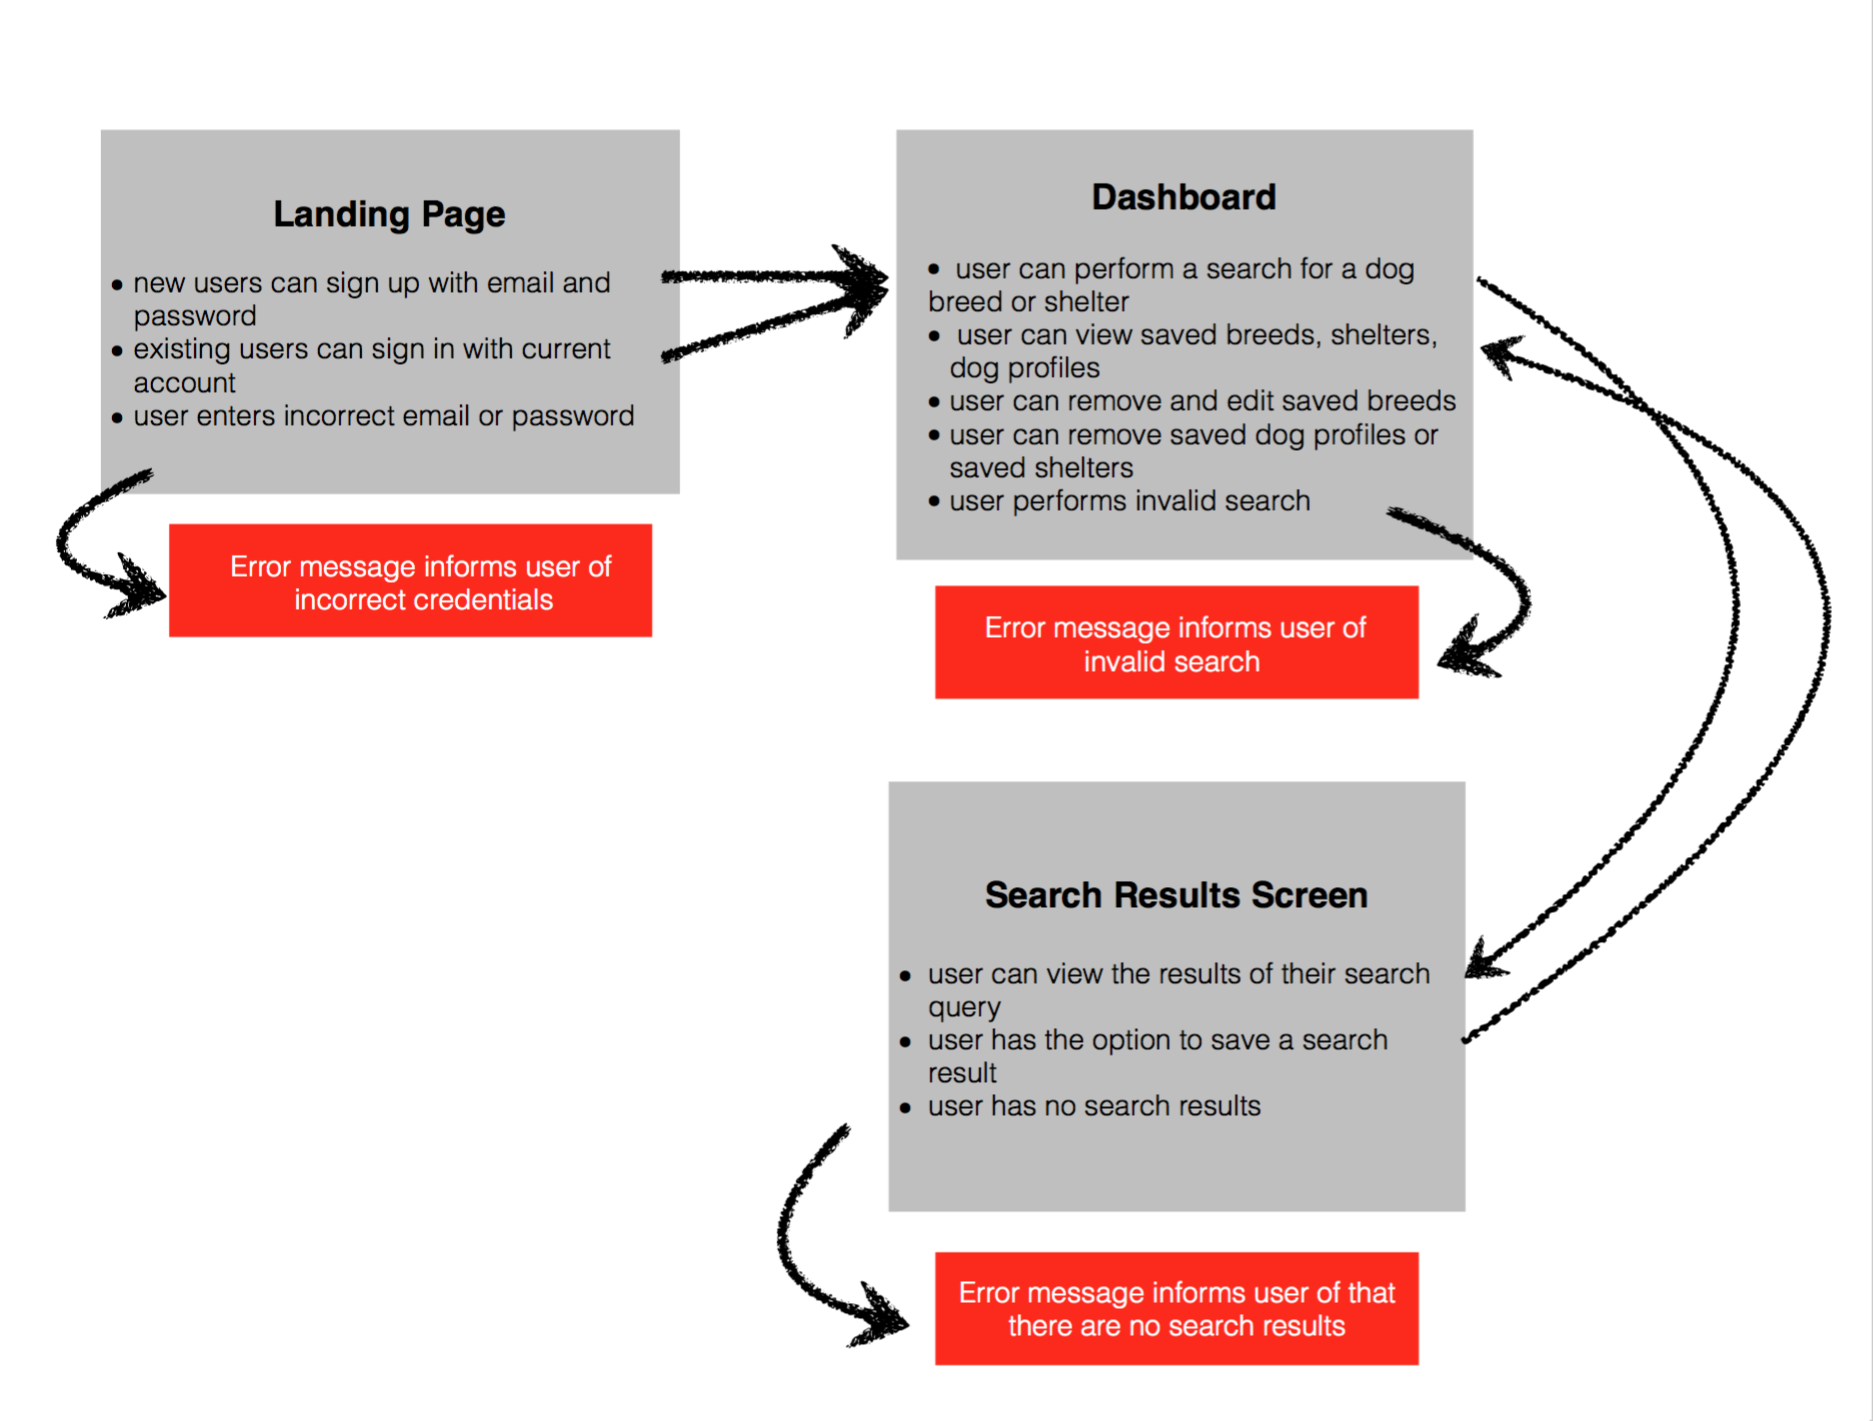 Landing Page
• new users can sign up with email and
password
• existing users can sign in with current
account
• user enters incorrect email or password
Error message informs user of
incorrect credentials
Dashboard
• user can perform a search for a dog
breed or shelter
• user can view saved breeds, shelters,
dog profiles
• user can remove and edit saved breeds
• user can remove saved dog profiles or
saved shelters
• user performs invalid search
Error message informs user of
invalid search
Search Results Screen
• user can view the results of their search
query
• user has the option to save a search
result
• user has no search results
Error message informs user of that
there are no search results